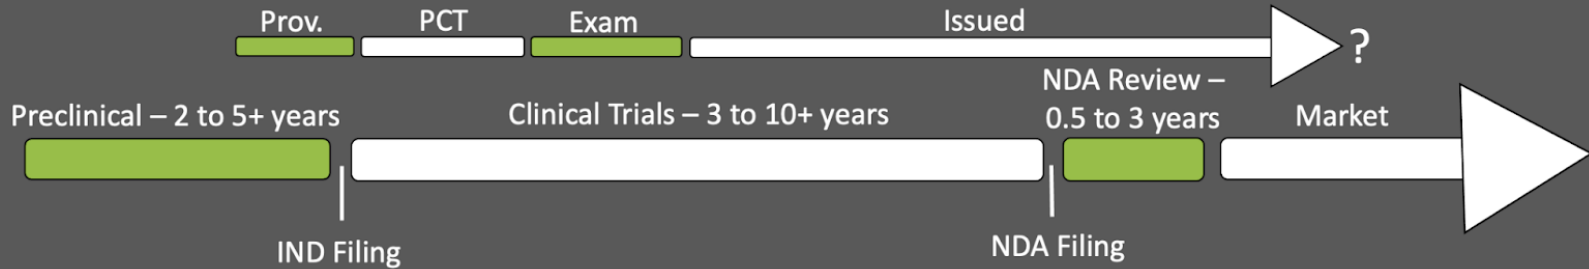 Prov.
PCT
Exam
Issued
?
Preclinical – 2 to 5+ years
Clinical Trials – 3 to 10+ years
NDA Review –
0.5 to 3 years
Market
IND Filing
NDA Filing